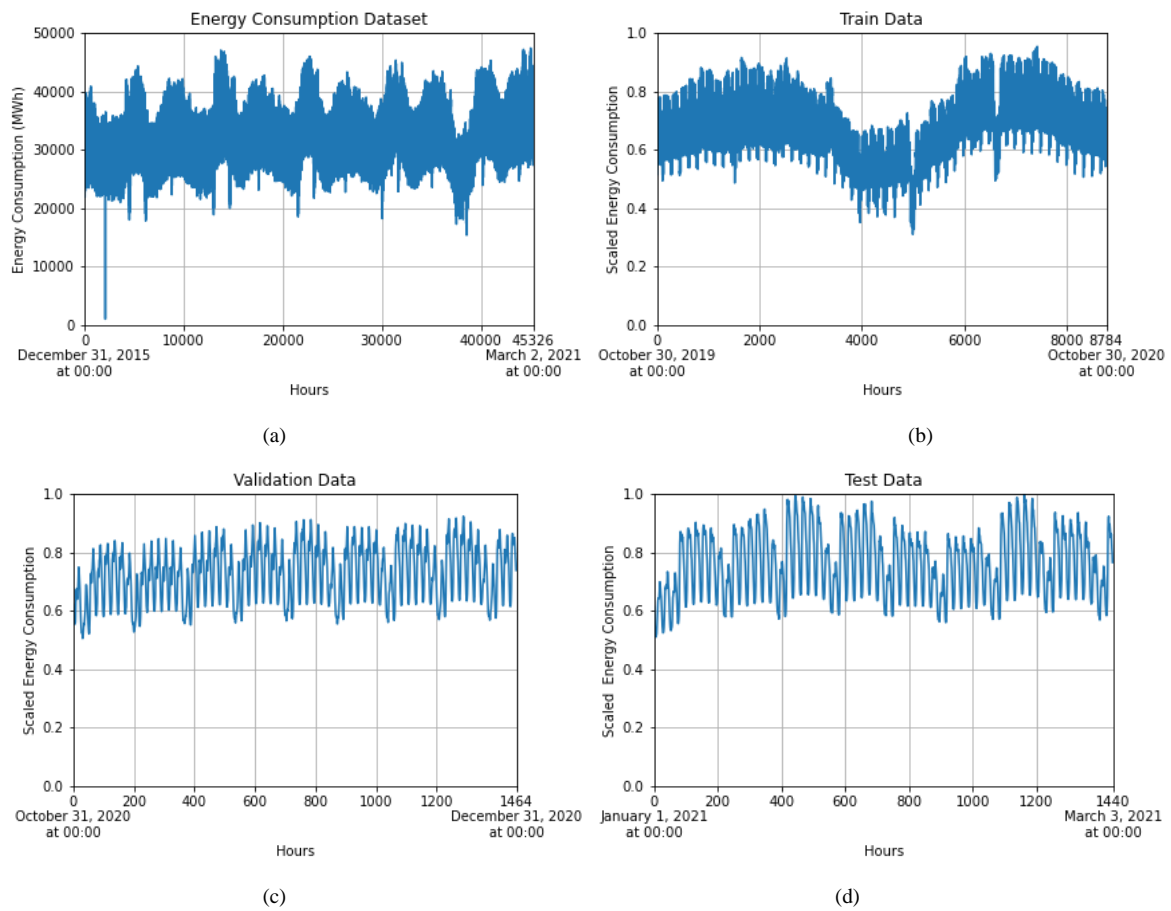 Energy Consumption Dataset
50000
40000
30000
20000
10000
0
Energy Consumption (MWh)
0 10000 20000 30000 40000 45326
December 31, 2015
at 00:00
March 2, 2021
at 00:00
Hours
(a)
Train Data
1.0
0.8
0.6
0.4
0.2
0.0
Scaled Energy Consumption
0 2000 4000 6000 8000 8784
October 30, 2019
at 00:00
October 30, 2020
at 00:00
Hours
(b)
Validation Data
1.0
0.8
0.6
0.4
0.2
0.0
Scaled Energy Consumption
0 200 400 600 800 1000 1200 1464
October 31, 2020
at 00:00
December 31, 2020
at 00:00
Hours
(c)
Test Data
1.0
0.8
0.6
0.4
0.2
0.0
Scaled Energy Consumption
0 200 400 600 800 1000 1200 1440
January 1, 2021
at 00:00
March 3, 2021
at 00:00
Hours
(d)